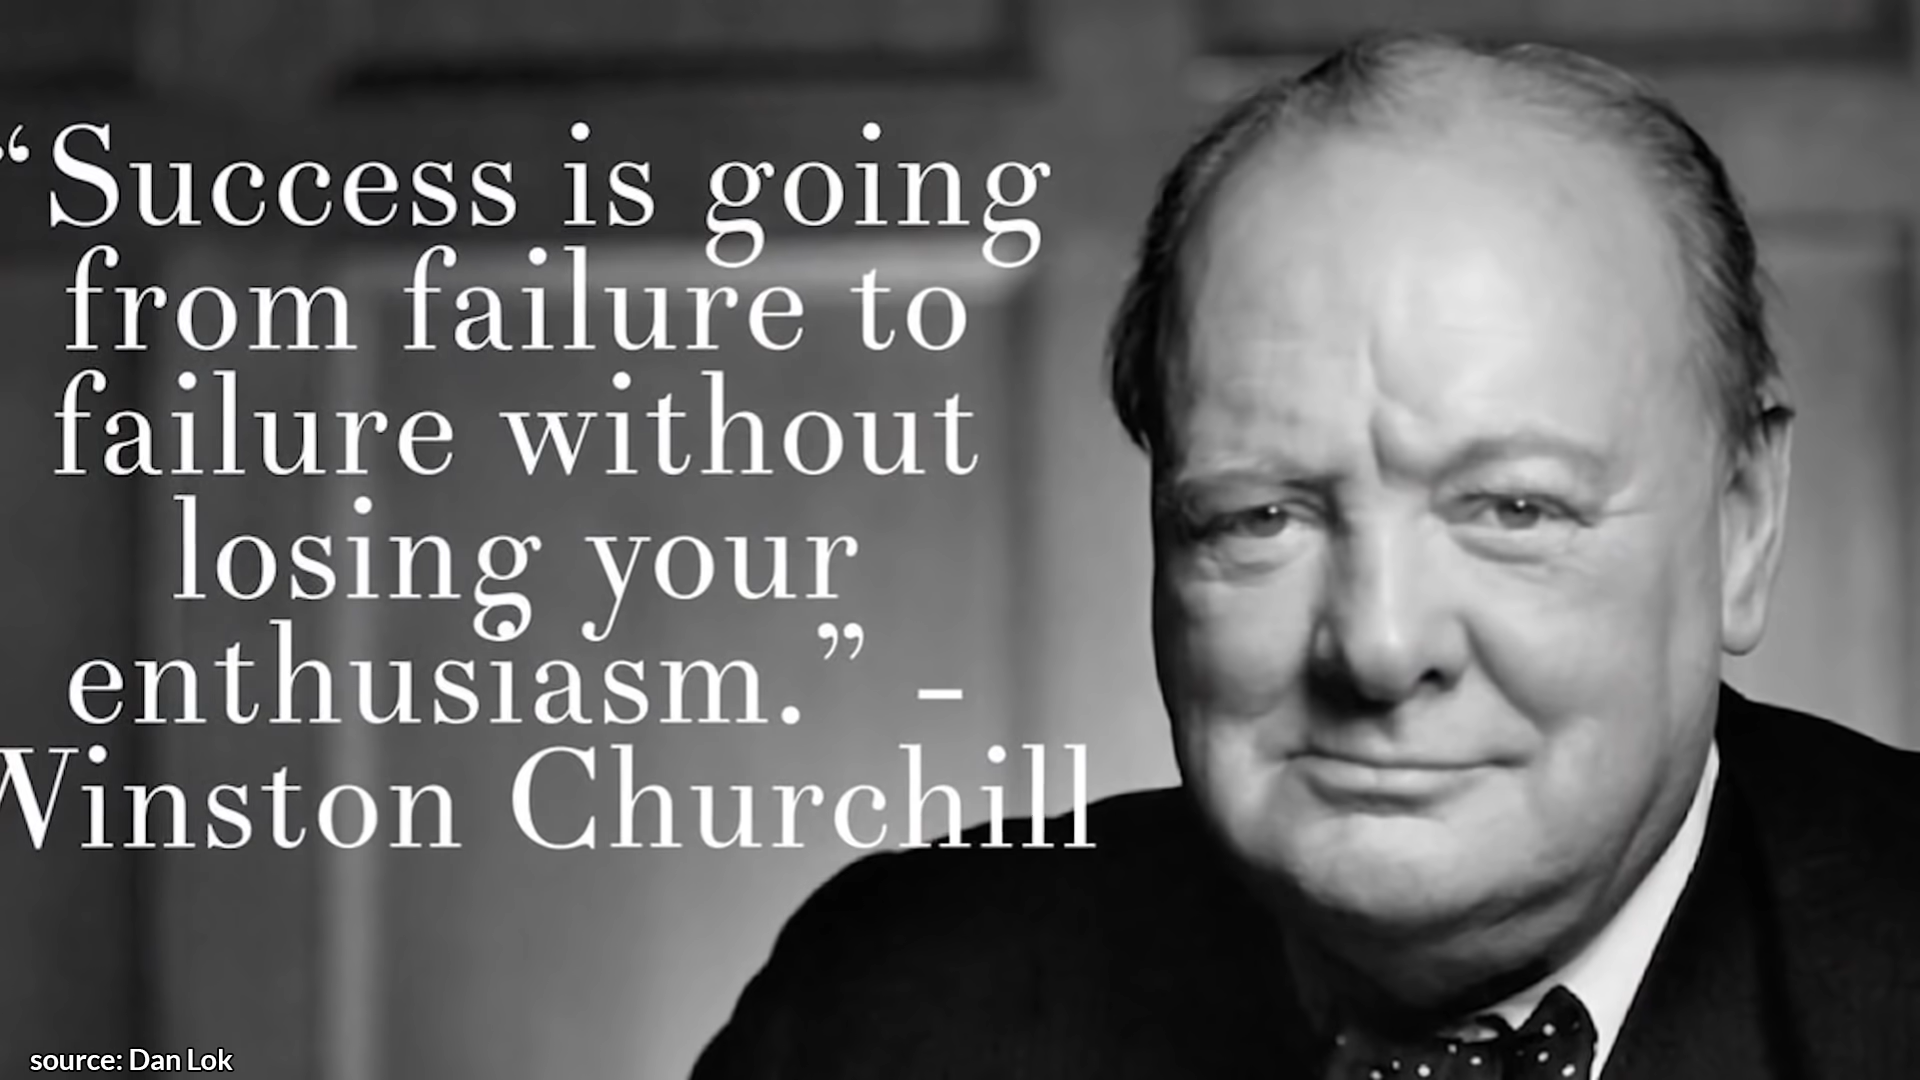 “Success is going
from failure to
failure without
losing your
enthusiasm.” -
Winston Churchill
source: Dan Lok